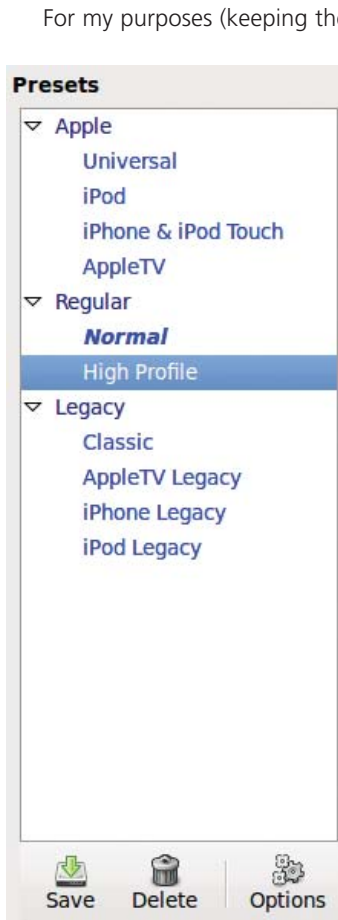 For my purposes (keeping the
Presets
Apple
Universal
iPod
iPhone & iPod Touch
AppleTV
Regular
Normal
High Profile
Legacy
Classic
AppleTV Legacy
iPhone Legacy
iPod Legacy
Save Delete Options